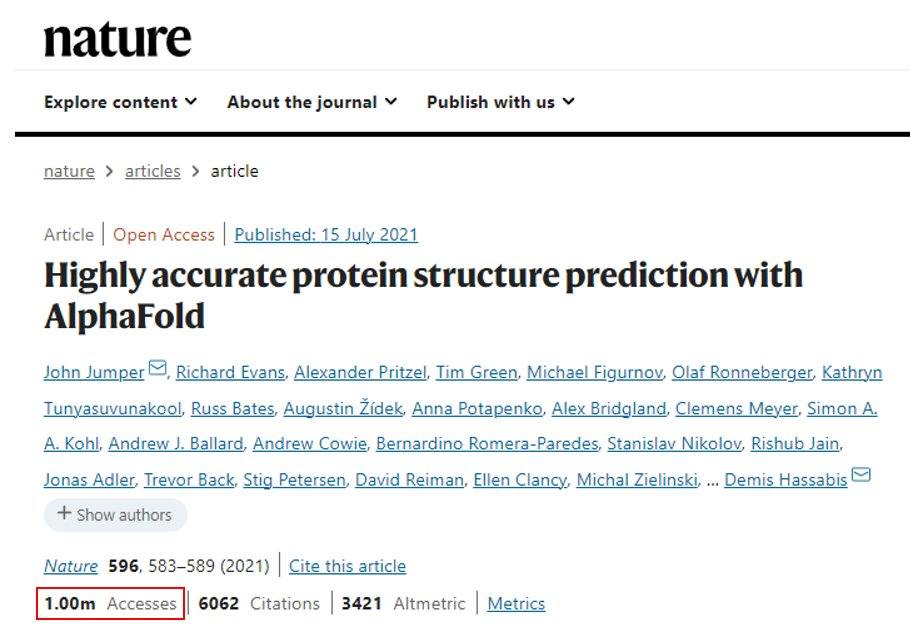 nature
Explore content About the journal Publish with us
nature > articles > article
Article | Open Access | Published: 15 July 2021
Highly accurate protein structure prediction with
AlphaFold
John Jumper, Richard Evans, Alexander Pritzel, Tim Green, Michael Figurnov, Olaf Ronneberger, Kathryn
Tunyasuvunakool, Russ Bates, Augustin Žídek, Anna Potapenko, Alex Bridgland, Clemens Meyer, Simon A.
A. Kohl, Andrew J. Ballard, Andrew Cowie, Bernardino Romera-Paredes, Stanislav Nikolov, Rishub Jain,
Jonas Adler, Trevor Back, Stig Petersen, David Reiman, Ellen Clancy, Michal Zielinski, ... Demis Hassabis
+ Show authors
Nature 596, 583–589 (2021) | Cite this article
1.00m Accesses | 6062 Citations | 3421 Altmetric | Metrics